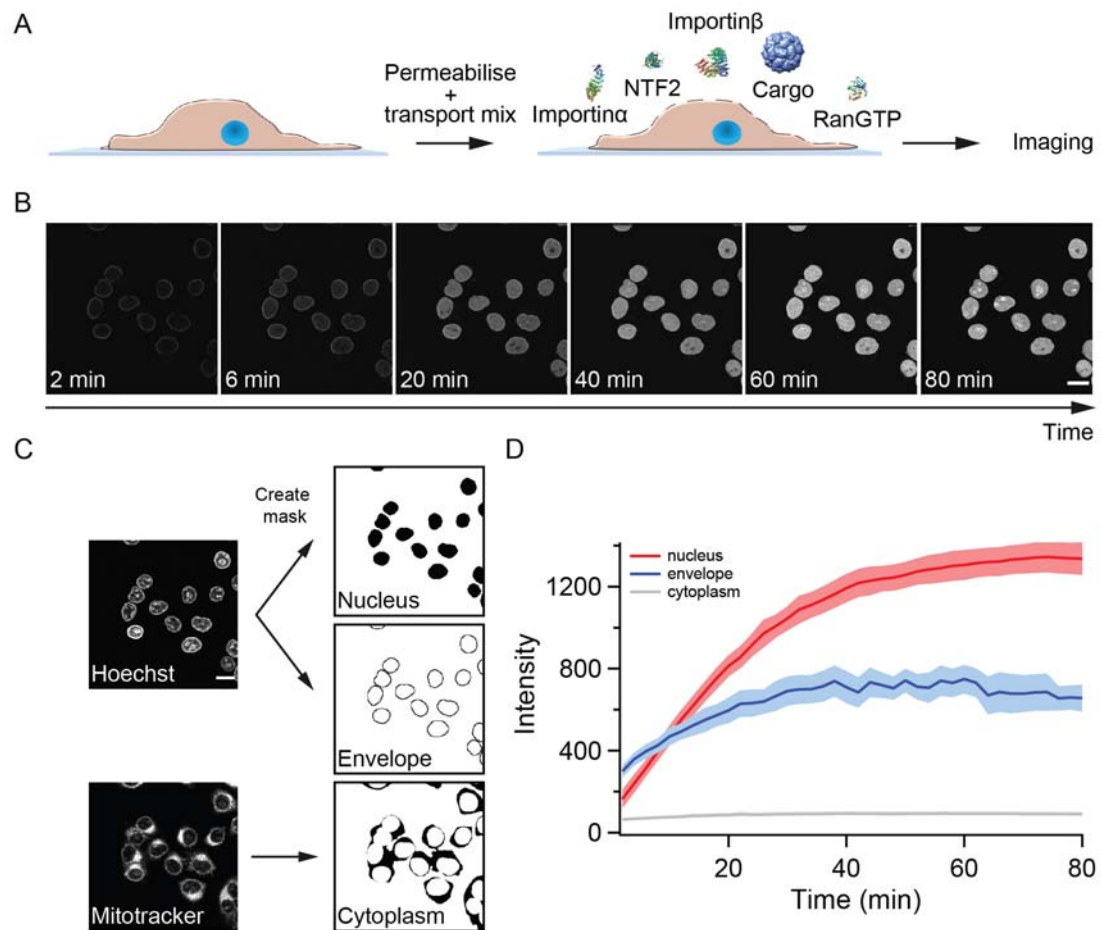 A
Permeabilise
+
transport mix
Importinα
NTF2
Importinβ
Cargo
RanGTP
Imaging
B
2 min
6 min
20 min
40 min
60 min
80 min
Time
C
Create
mask
Hoechst
Nucleus
Envelope
Mitotracker
Cytoplasm
D
nucleus
envelope
cytoplasm
Intensity
1200
800
400
0
20
40
60
80
Time (min)